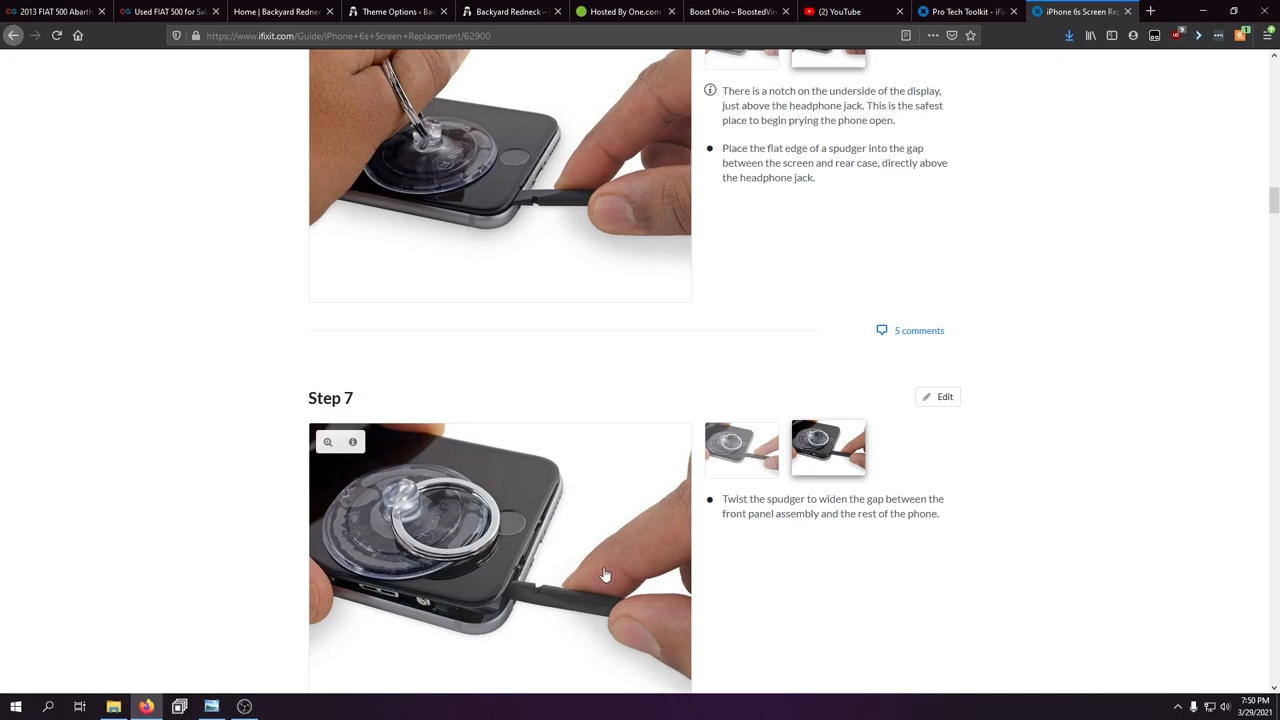 2013 FIAT 500 Abarth
Used FIAT 500 for Sal
Home | Backyard Rednec
Theme Options ‹ Bac
Backyard Redneck –
Hosted By One.com
Boost Ohio – BoostedVin
(2) YouTube
Pro Tech Toolkit - iFix
iPhone 6s Screen Rep
https://www.ifixit.com/Guide/iPhone+6s+Screen+Replacement/62900
There is a notch on the underside of the display,
just above the headphone jack. This is the safest
place to begin prying the phone open.
Place the flat edge of a spudger into the gap
between the screen and rear case, directly above
the headphone jack.
5 comments
Step 7
Edit
Twist the spudger to widen the gap between the
front panel assembly and the rest of the phone.
7:50 PM
3/29/2021